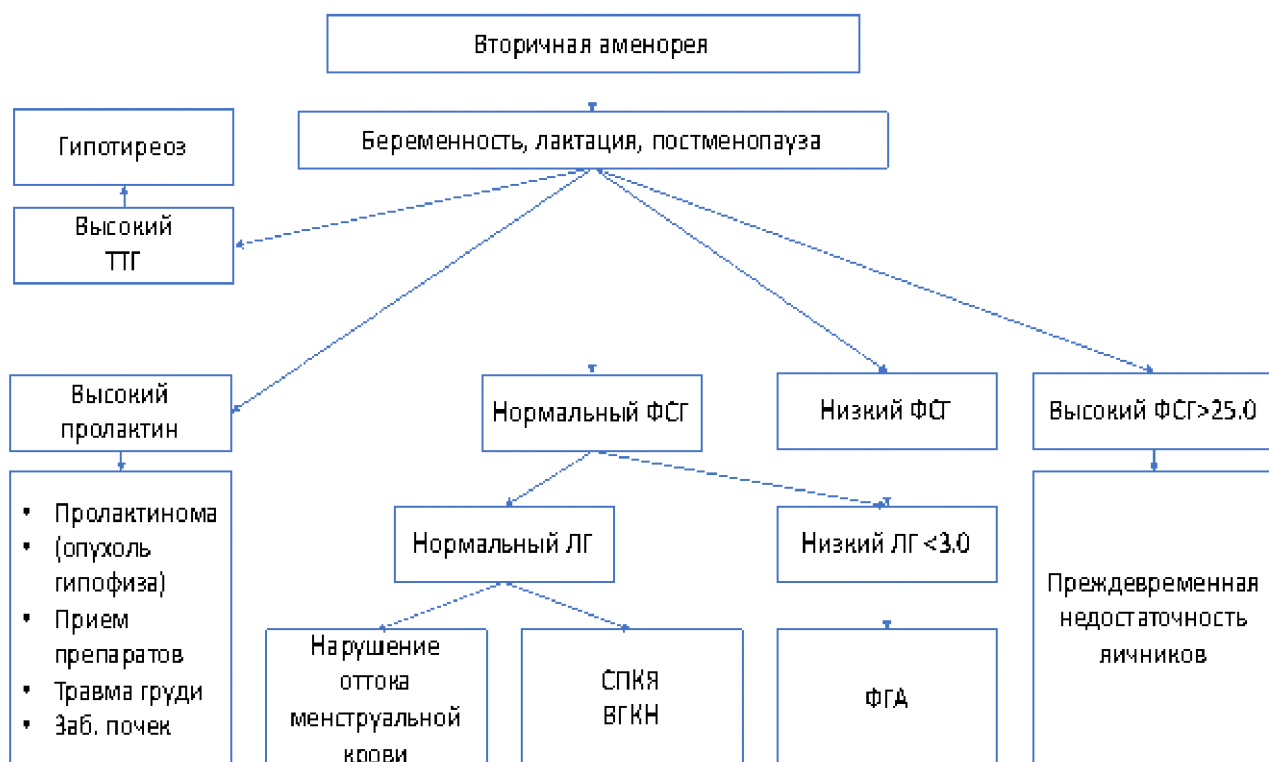 Вторичная аменорея
Беременность, лактация, постменопауза
Гипотиреоз
Высокий
ТТГ
Высокий
пролактин
Нормальный ФСГ
Низкий ФСГ
Высокий ФСГ>25.0
• Пролактинома
• (опухоль
гипофиза)
• Прием
препаратов
• Травма груди
• Заб. почек
Нормальный ЛГ
Низкий ЛГ <3.0
Преждевременная
недостаточность
яичников
Нарушение
оттока
менструальной
крови
СПКЯ
ВГКН
ФГА